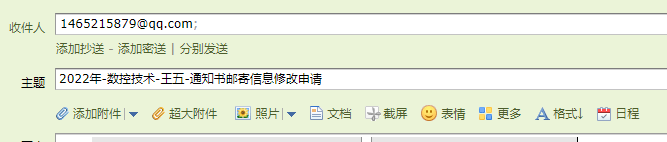 收件人 1465215879@qq.com;
添加抄送 - 添加密送 | 分别发送
主题 2022年-数控技术-王五-通知书邮寄信息修改申请
添加附件 | 超大附件 照片 | 文档 截屏 表情 更多 格式↓ 日程